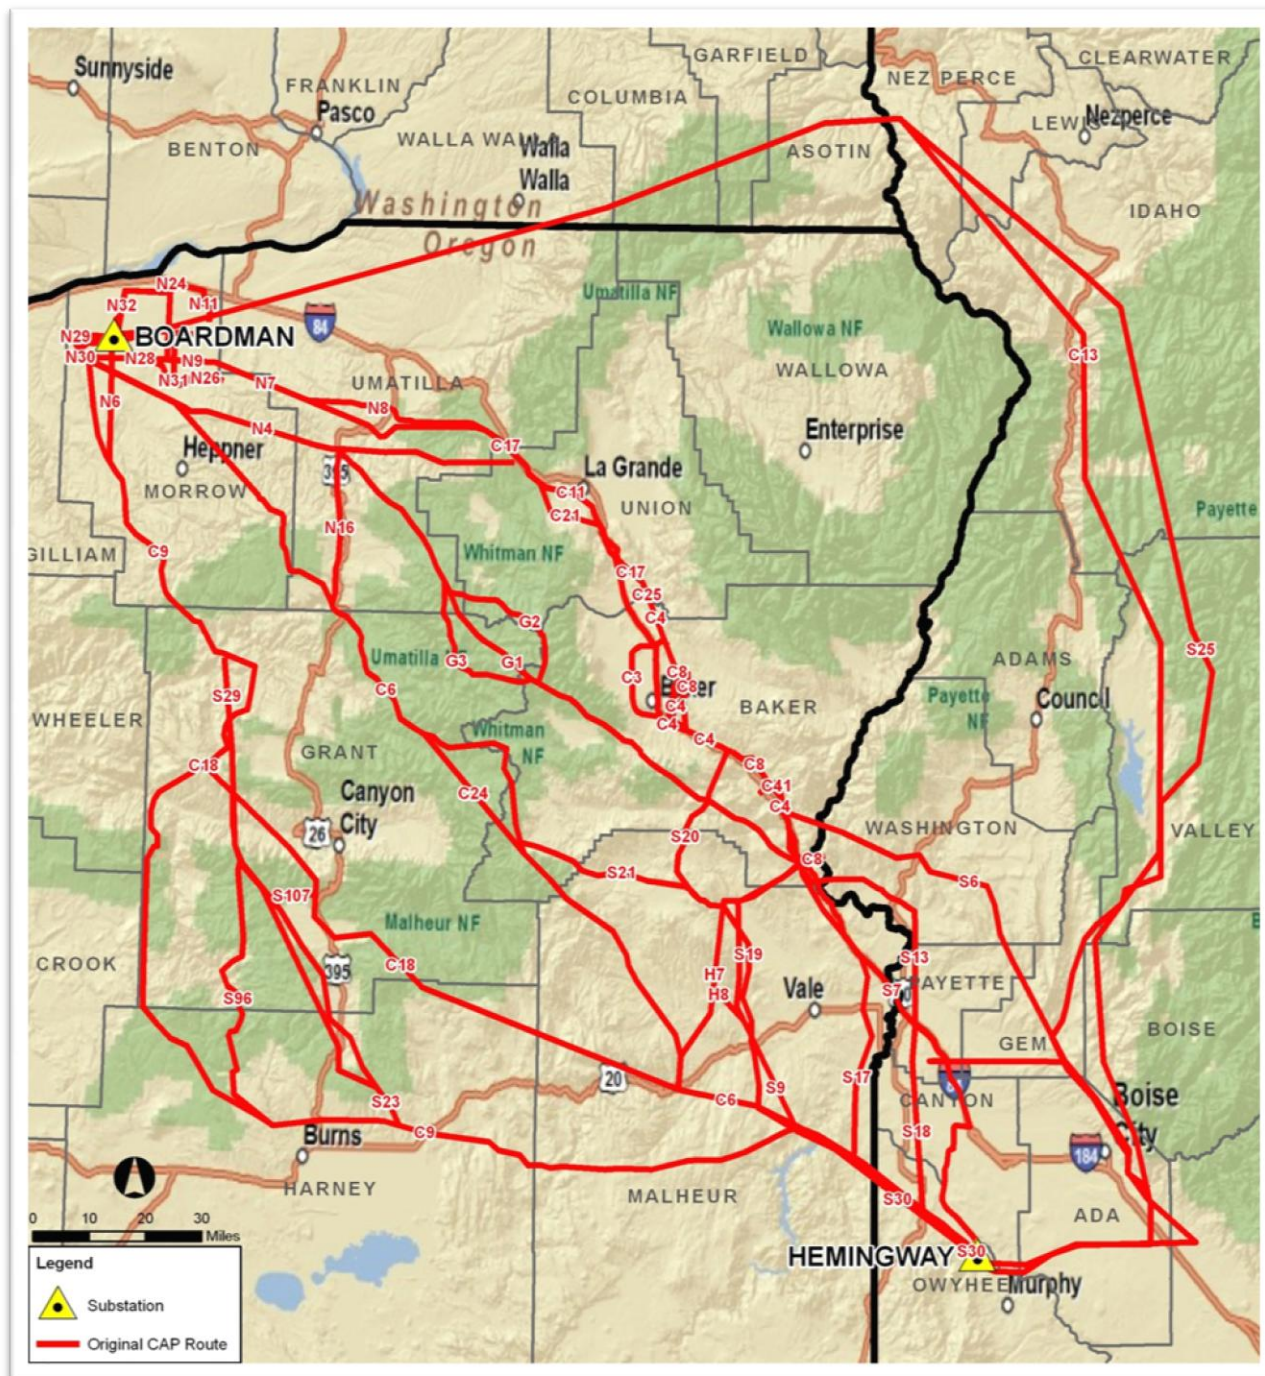 GARFIELD
CLEARWATER
Sunnyside
NEZ PERCE
FRANKLIN
COLUMBIA
Pasco
Nezperce
LEWIS
WALLA WALLA
BENTON
Walla
Walla
ASOTIN
Washington
IDAHO
Oregon
N24
Umatilla NF
N32
N11
84
Wallowa NF
N29
BOARDMAN
N30
N28
N9
C13
WALLOWA
N31
N26
N7
UMATILLA
N6
N8
N4
Enterprise
C17
Heppner
395
La Grande
MORROW
C11
UNION
Payette
C21
N16
GILLIAM
C9
Whitman NF
C17
C25
C4
G2
S25
Umatilla NF
G3
G1
ADAMS
C8
C3
C8
S29
C6
Baker
Payette
NF
Council
C4
BAKER
WHEELER
C4
Whitman
NF
C4
GRANT
C18
C8
C41
C24
Canyon
City
C4
26
S20
WASHINGTON
VALLEY
C8
S21
S6
S107
Malheur NF
CROOK
C18
395
S19
S13
H7
S96
H8
Vale
S7
PAYETTE
BOISE
GEM
20
S17
S9
C6
S23
CANYON
Boise
City
C9
S18
Burns
184
HARNEY
MALHEUR
S30
ADA
0 10 20 30
Miles
HEMINGWAY
S30
Legend
OWYHEE
Murphy
Substation
Original CAP Route